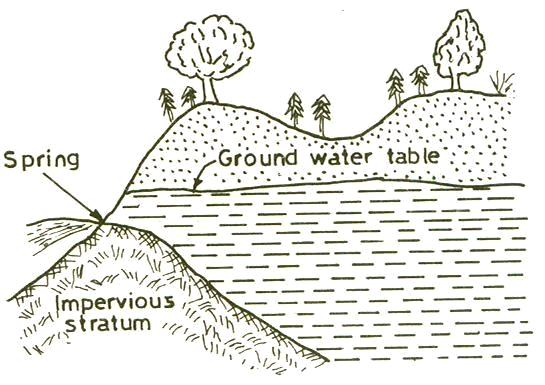 Spring
Ground water table
Impervious
stratum